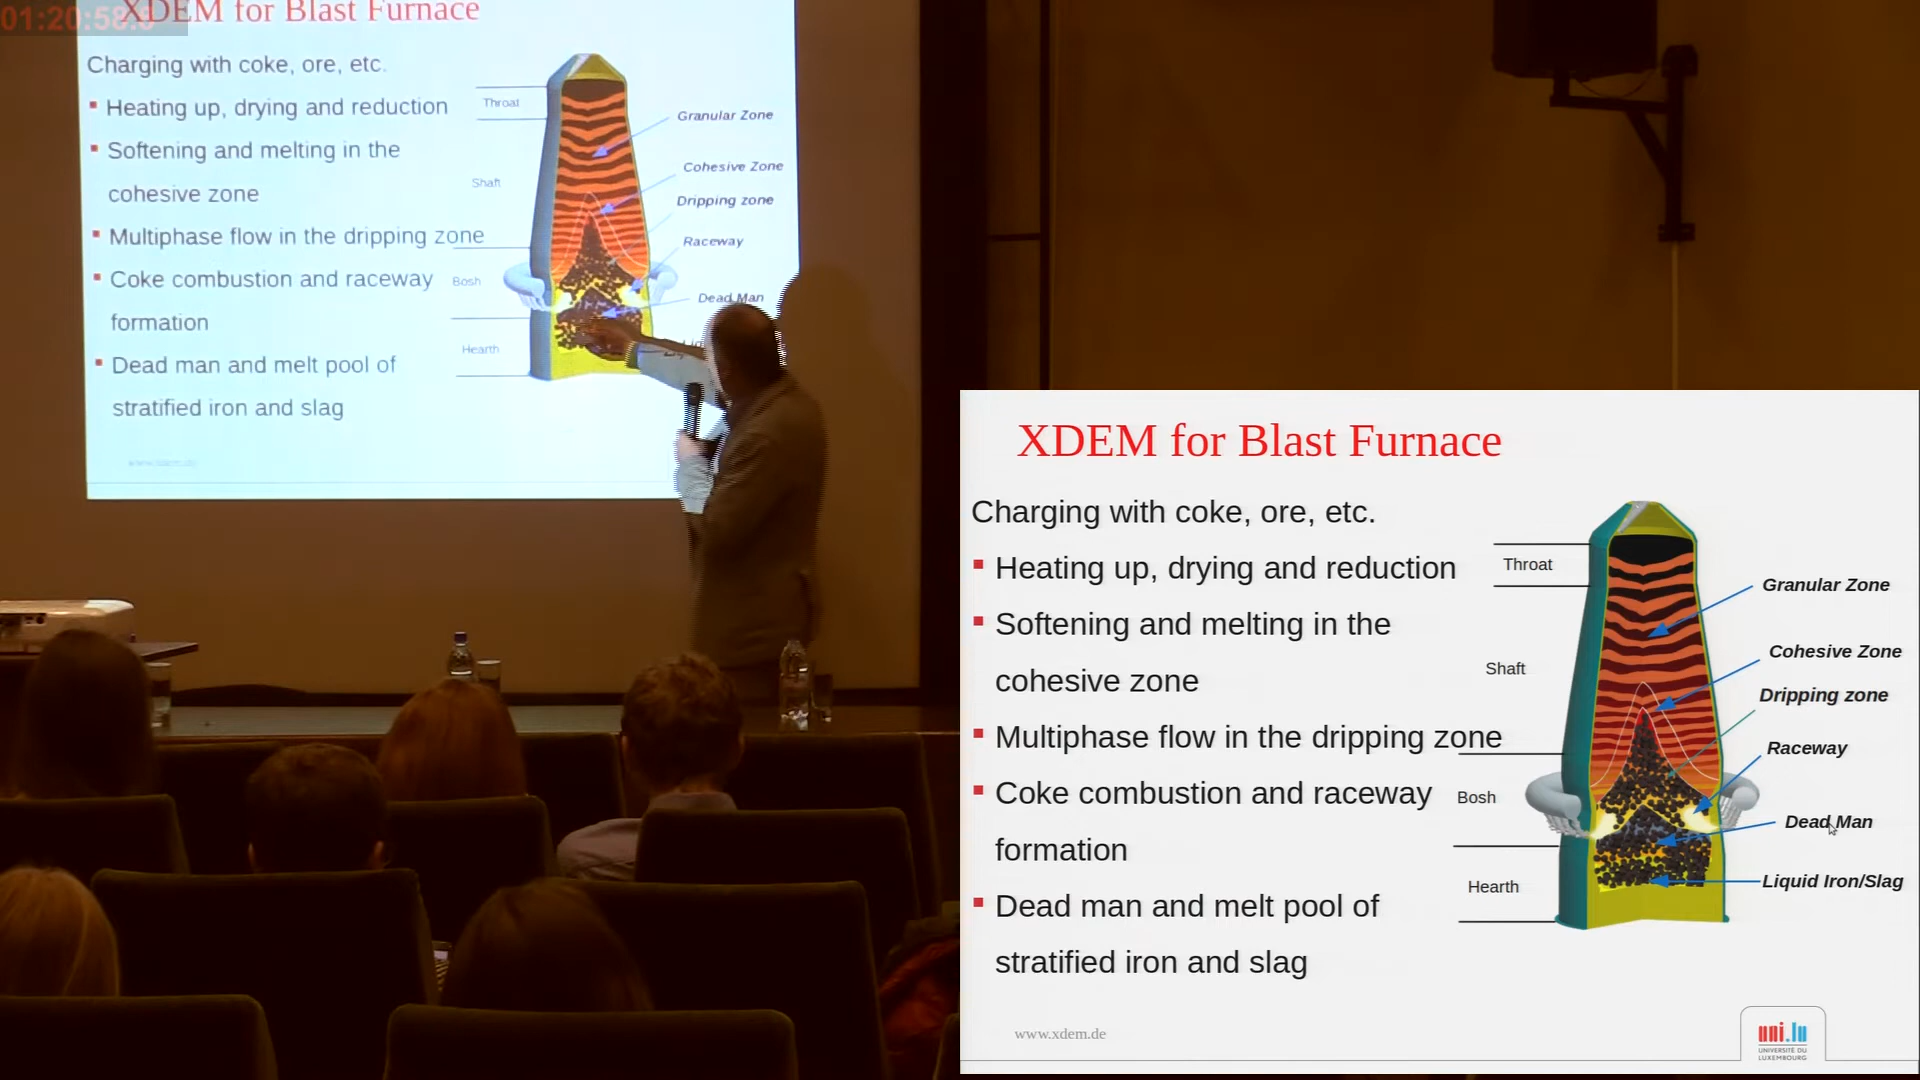 01:20:58.8
XDEM for Blast Furnace
Charging with coke, ore, etc.
Heating up, drying and reduction
Softening and melting in the
cohesive zone
Multiphase flow in the dripping zone
Coke combustion and raceway
formation
Dead man and melt pool of
stratified iron and slag
www.xdem.de
Throat
Shaft
Bosh
Hearth
Granular Zone
Cohesive Zone
Dripping zone
Raceway
Dead Man
XDEM for Blast Furnace
Charging with coke, ore, etc.
Heating up, drying and reduction
Softening and melting in the
cohesive zone
Multiphase flow in the dripping zone
Coke combustion and raceway
formation
Dead man and melt pool of
stratified iron and slag
Throat
Shaft
Bosh
Hearth
Granular Zone
Cohesive Zone
Dripping zone
Raceway
Dead Man
Liquid Iron/Slag
www.xdem.de
uni.lu
UNIVERSITÉ DU
LUXEMBOURG